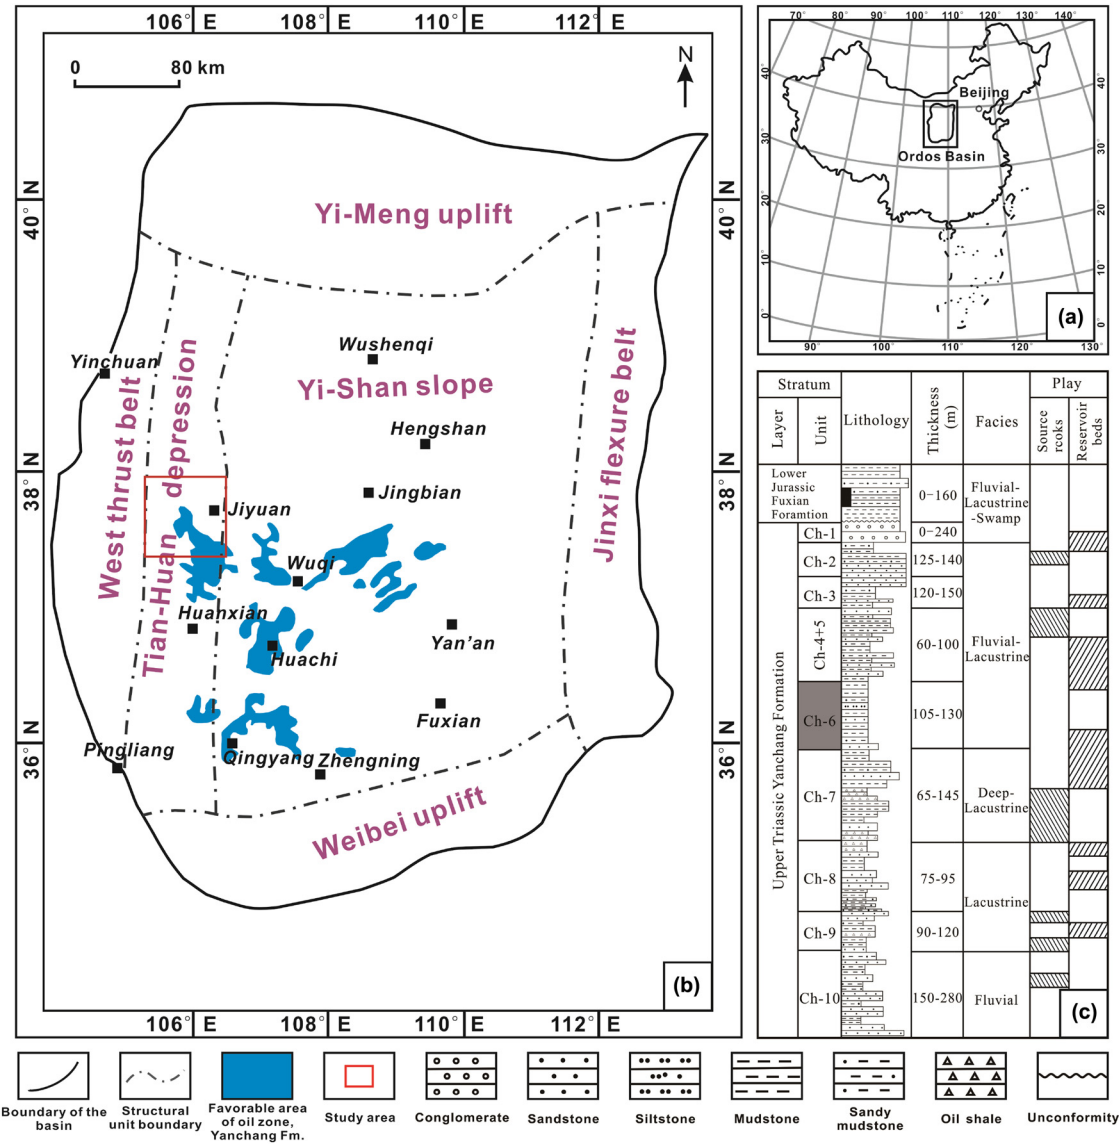 106° E
108° E
110° E
112° E
0
80 km
N
40° N
38° N
36° N
40° N
38° N
36° N
Yi-Meng uplift
Wushenqi
Yinchuan
Yi-Shan slope
West thrust belt
Tian-Huan depression
Jinxi flexure belt
Hengshan
Jingbian
Jiyuan
Wuqi
Huanxian
Yan’an
Huachi
Fuxian
Pingliang
Qingyang
Zhengning
Weibei uplift
(b)
106° E
108° E
110° E
112° E
70°
80°
90°
100°
110°
120°
130°
40°
30°
20°
10°
0°
40°
30°
20°
10°
0°
Beijing
Ordos Basin
(a)
90°
100°
110°
120°
130°
Stratum
Layer
Unit
Lithology
Thickness
(m)
Facies
Play
Source
rcoks
Reservoir
beds
Lower
Jurassic
Fuxian
Foramtion
0-160
Fluvial-
Lacustrine
-Swamp
Upper Triassic Yanchang Formation
Ch-1
0-240
Ch-2
125-140
Ch-3
120-150
Ch-4+5
60-100
Fluvial-
Lacustrine
Ch-6
105-130
Ch-7
65-145
Deep-
Lacustrine
Ch-8
75-95
Lacustrine
Ch-9
90-120
Ch-10
150-280
Fluvial
(c)
Boundary of the
basin
Structural
unit boundary
Favorable area
of oil zone,
Yanchang Fm.
Study area
Conglomerate
Sandstone
Siltstone
Mudstone
Sandy
mudstone
Oil shale
Unconformity